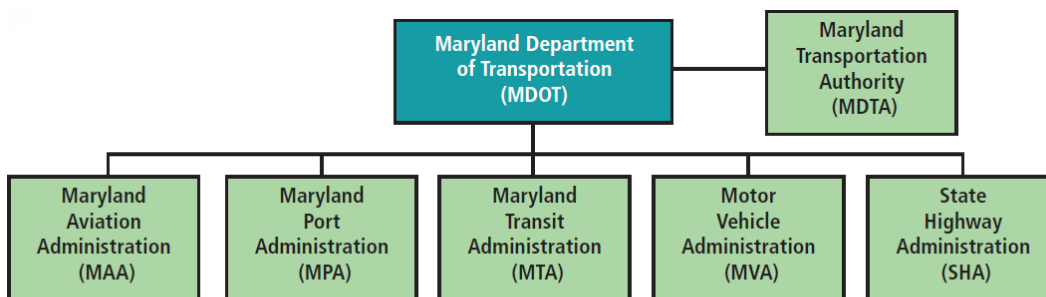 Maryland Department
of Transportation
(MDOT)
Maryland
Transportation
Authority
(MDTA)
Maryland
Aviation
Administration
(MAA)
Maryland
Port
Administration
(MPA)
Maryland
Transit
Administration
(MTA)
Motor
Vehicle
Administration
(MVA)
State
Highway
Administration
(SHA)